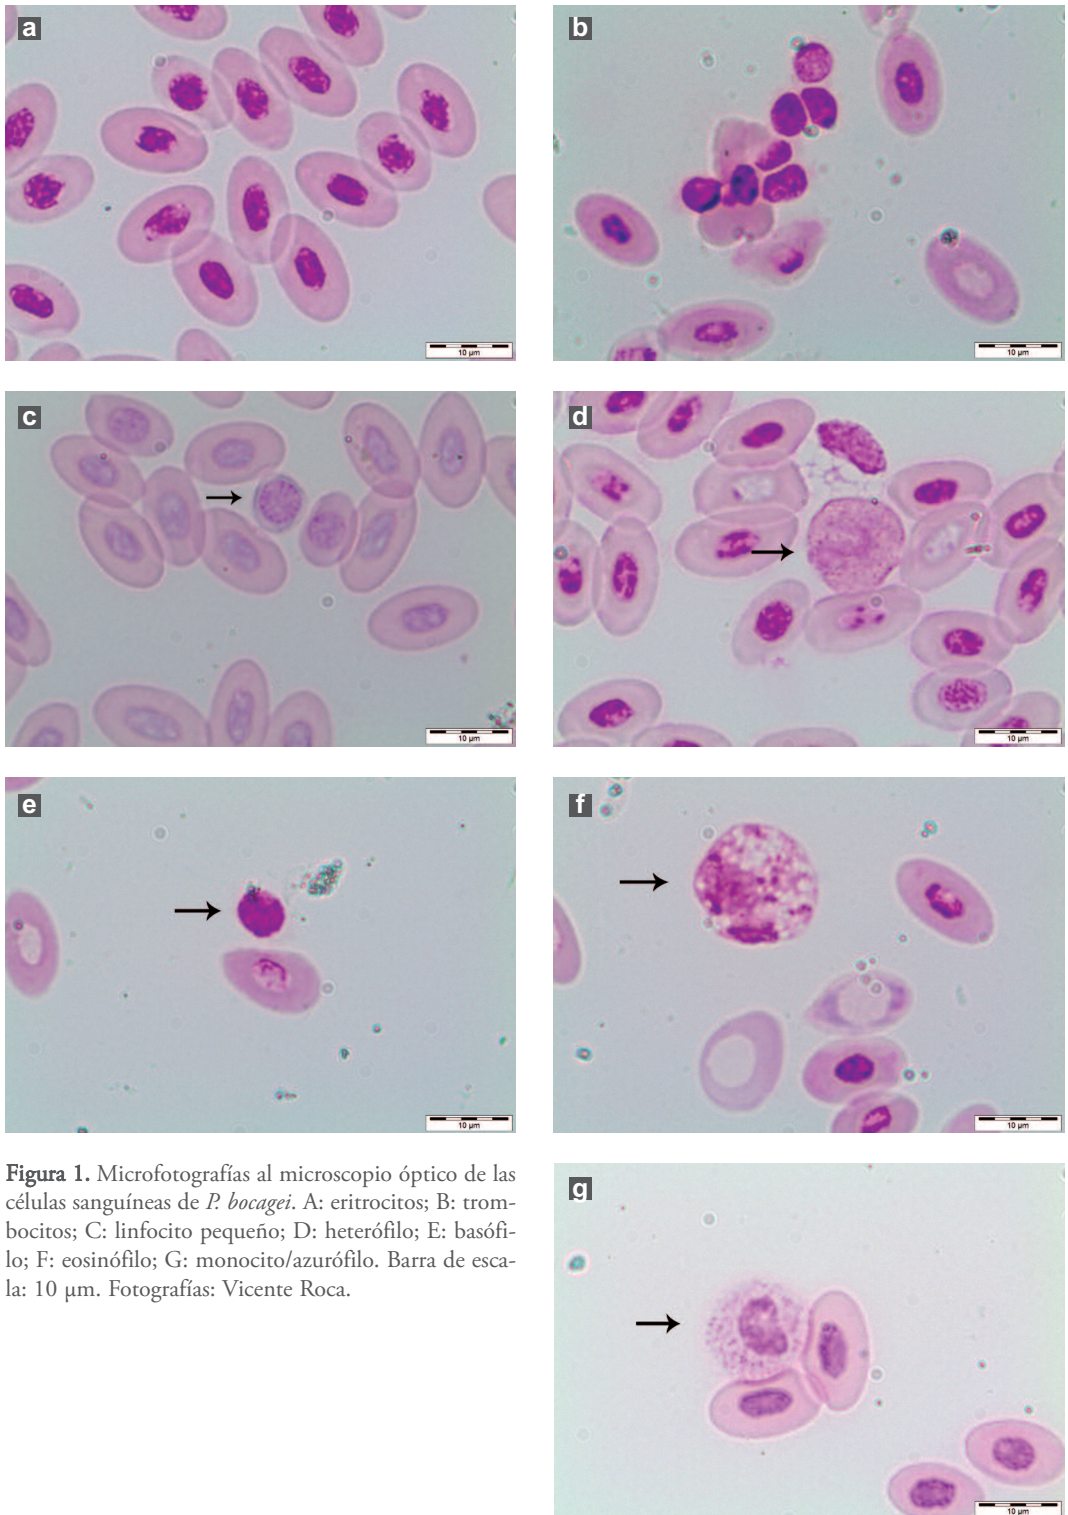 a
b
10 µm
10 µm
c
d
10 µm
10 µm
e
f
10 µm
10 µm
Figura 1. Microfotografías al microscopio óptico de las
células sanguíneas de P. bocagei. A: eritrocitos; B: trom-
bocitos; C: linfocito pequeño; D: heterófilo; E: basófi-
lo; F: eosinófilo; G: monocito/azurófilo. Barra de esca-
la: 10 µm. Fotografías: Vicente Roca.
g
10 µm